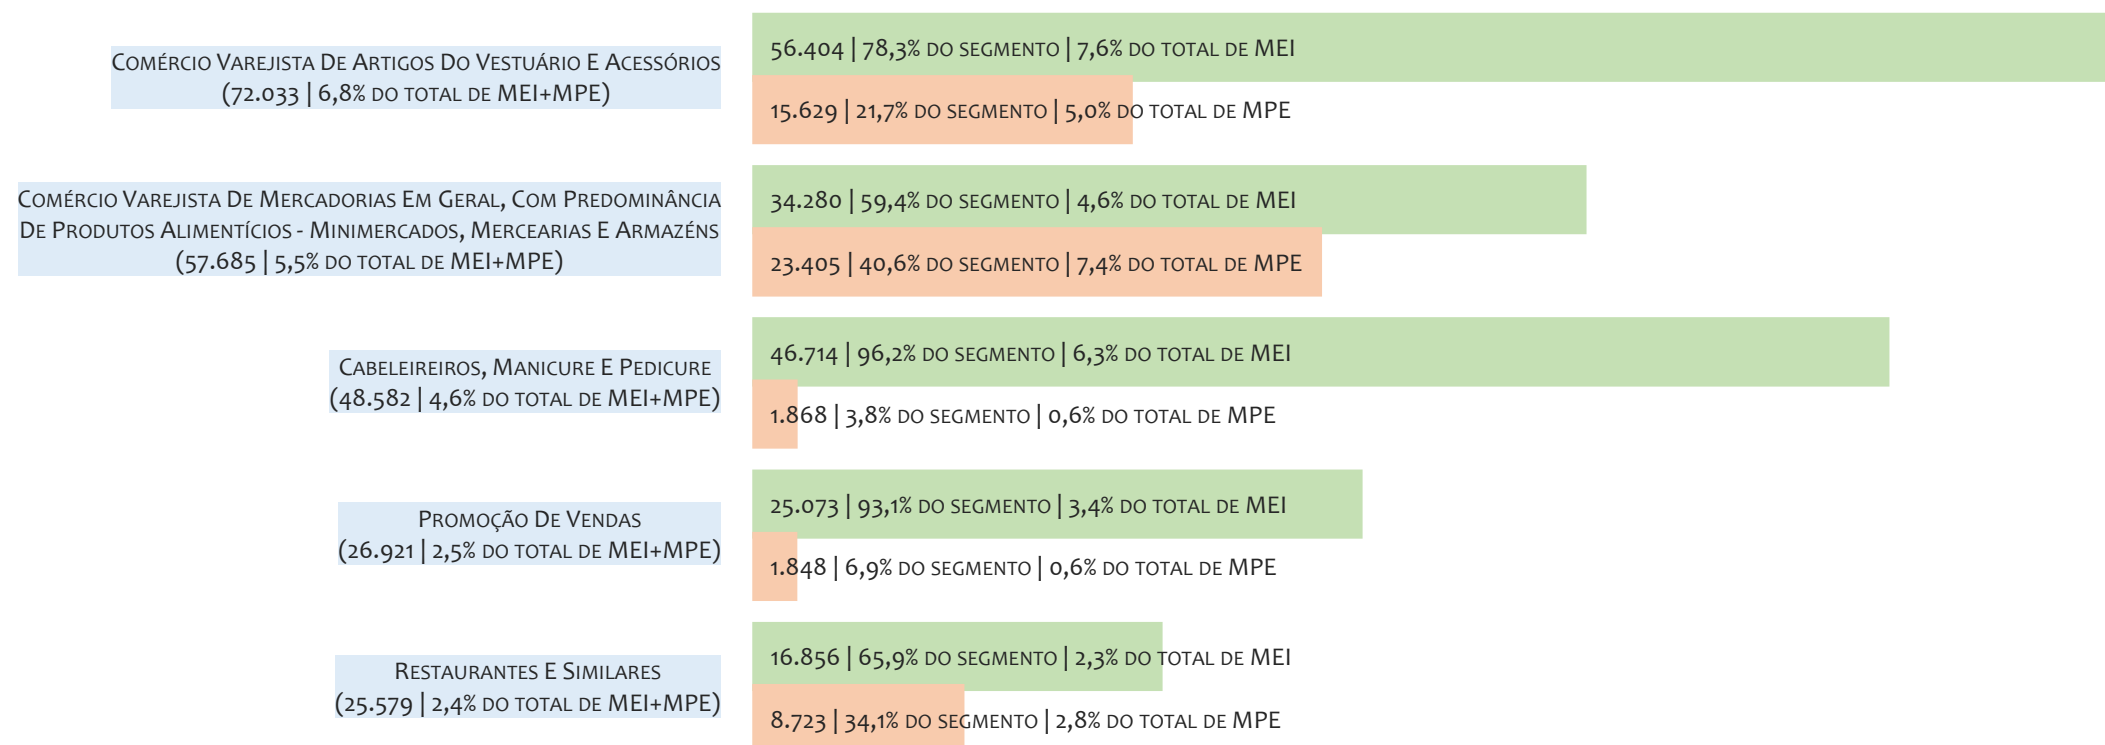 Comércio Varejista De Artigos Do Vestuário E Acessórios
(72.033 | 6,8% do total de MEI+MPE)
56.404 | 78,3% do segmento | 7,6% do total de MEI
15.629 | 21,7% do segmento | 5,0% do total de MPE
Comércio Varejista De Mercadorias Em Geral, Com Predominância
De Produtos Alimentícios - Minimercados, Mercearias E Armazéns
(57.685 | 5,5% do total de MEI+MPE)
34.280 | 59,4% do segmento | 4,6% do total de MEI
23.405 | 40,6% do segmento | 7,4% do total de MPE
Cabeleireiros, Manicure E Pedicure
(48.582 | 4,6% do total de MEI+MPE)
46.714 | 96,2% do segmento | 6,3% do total de MEI
1.868 | 3,8% do segmento | 0,6% do total de MPE
Promoção De Vendas
(26.921 | 2,5% do total de MEI+MPE)
25.073 | 93,1% do segmento | 3,4% do total de MEI
1.848 | 6,9% do segmento | 0,6% do total de MPE
Restaurantes E Similares
(25.579 | 2,4% do total de MEI+MPE)
16.856 | 65,9% do segmento | 2,3% do total de MEI
8.723 | 34,1% do segmento | 2,8% do total de MPE